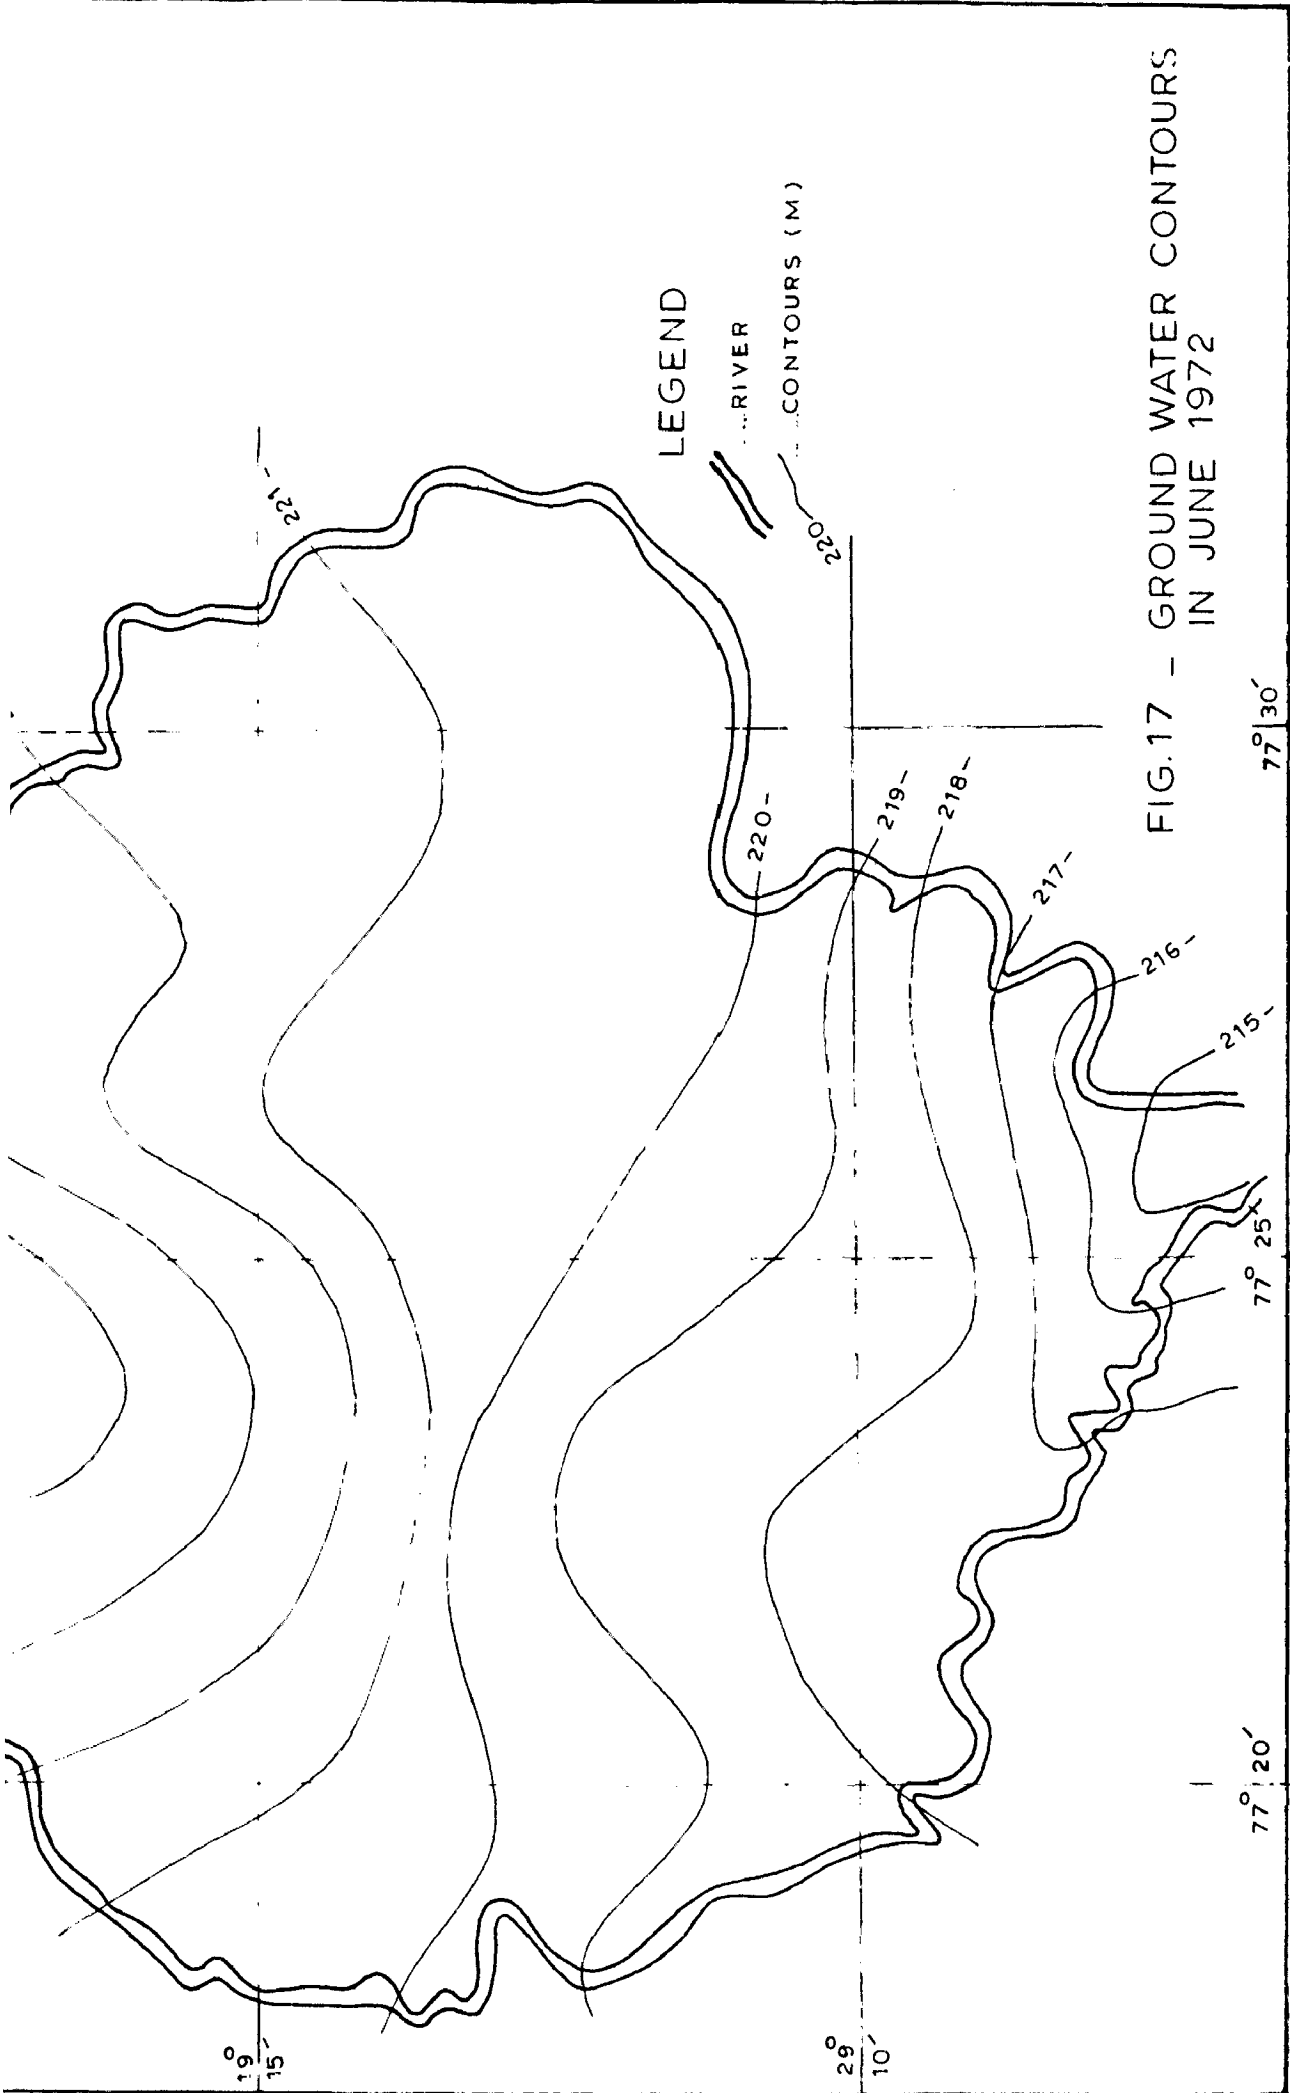 221-
LEGEND
...RIVER
....CONTOURS (M)
220
220-
219-
218-
217-
216-
215-
19° 15′
29° 10′
77° 20′
77° 25′
77° 30′
FIG.17 - GROUND WATER CONTOURS
IN JUNE 1972